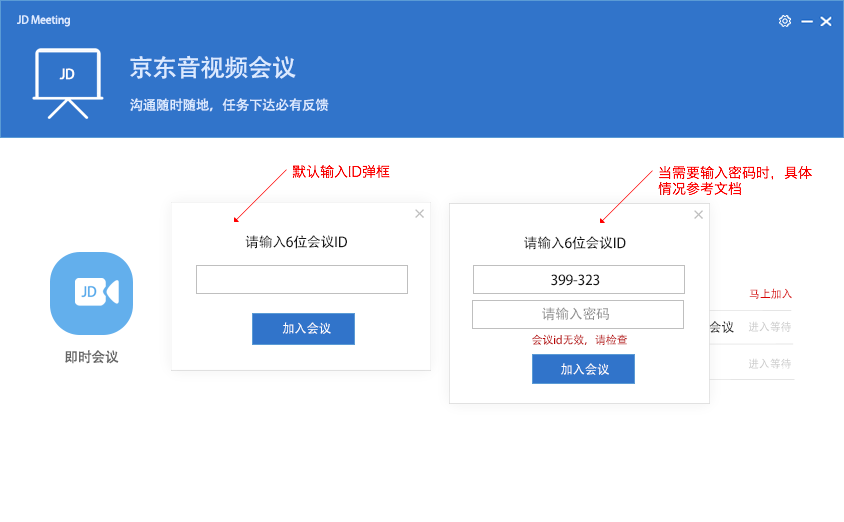 JD Meeting
JD
京东音视频会议
沟通随时随地，任务下达必有反馈
默认输入ID弹框
当需要输入密码时，具体
情况参考文档
请输入6位会议ID
加入会议
请输入6位会议ID
399-323
请输入密码
会议id无效，请检查
加入会议
JD
即时会议
马上加入
会议 进入等待
进入等待